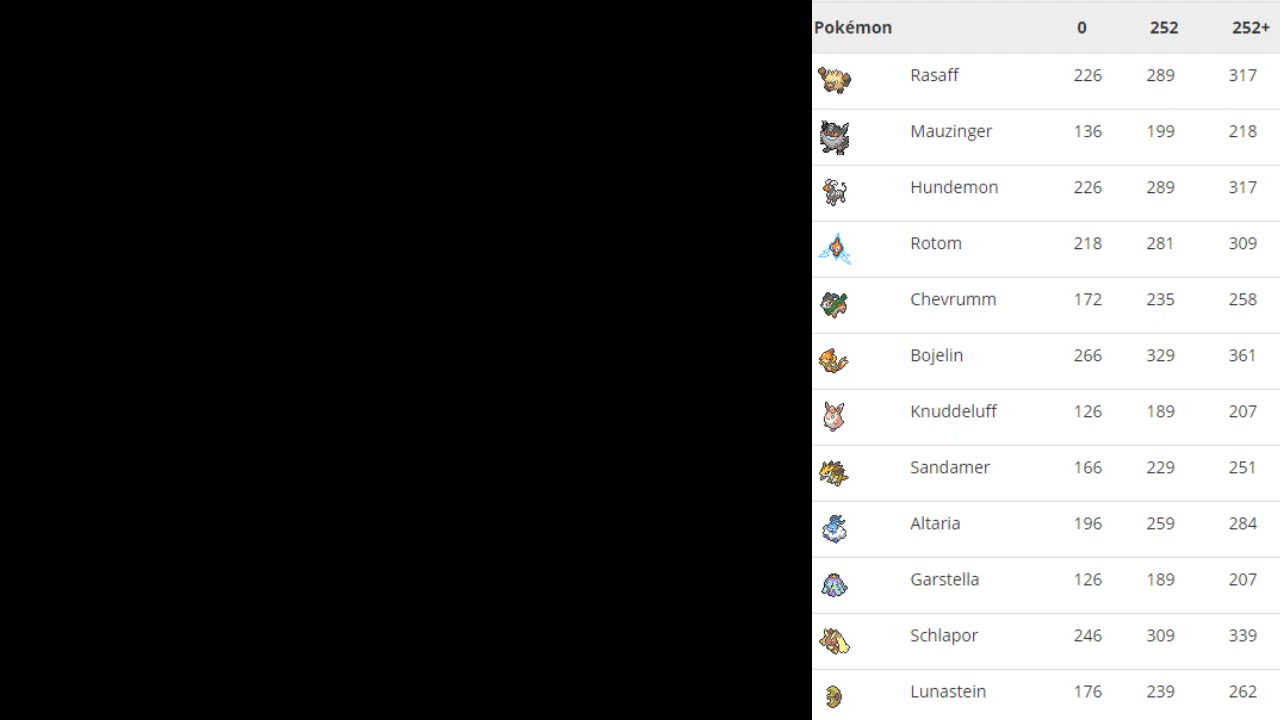 Pokémon 0 252 252+
Rasaff 226 289 317
Mauzinger 136 199 218
Hundemon 226 289 317
Rotom 218 281 309
Chevrumm 172 235 258
Bojelin 266 329 361
Knuddeluff 126 189 207
Sandamer 166 229 251
Altaria 196 259 284
Garstella 126 189 207
Schlapor 246 309 339
Lunastein 176 239 262